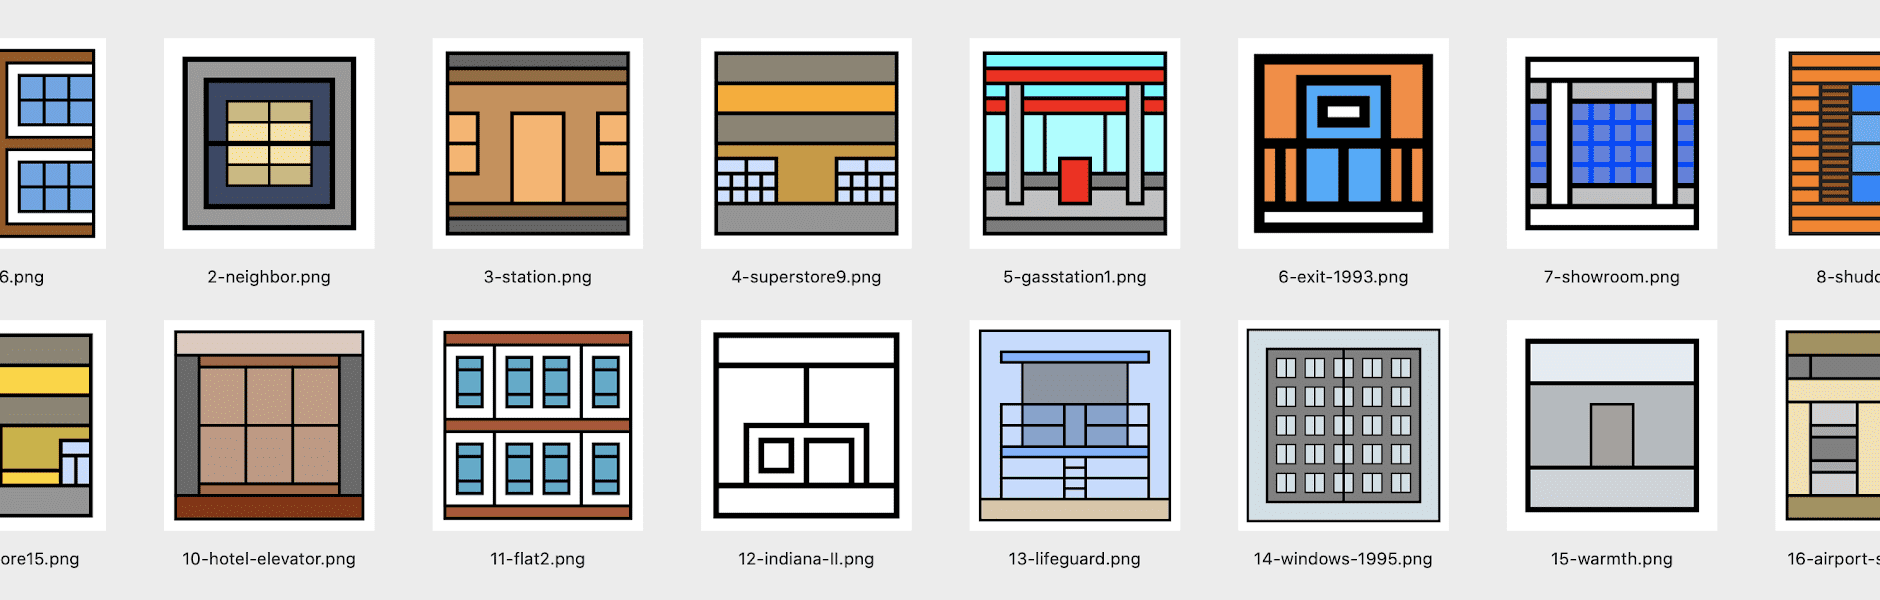 6.png
2-neighbor.png
3-station.png
4-superstore9.png
5-gasstation1.png
6-exit-1993.png
7-showroom.png
8-shudd
ore15.png
10-hotel-elevator.png
11-flat2.png
12-indiana-II.png
13-lifeguard.png
14-windows-1995.png
15-warmth.png
16-airport-s